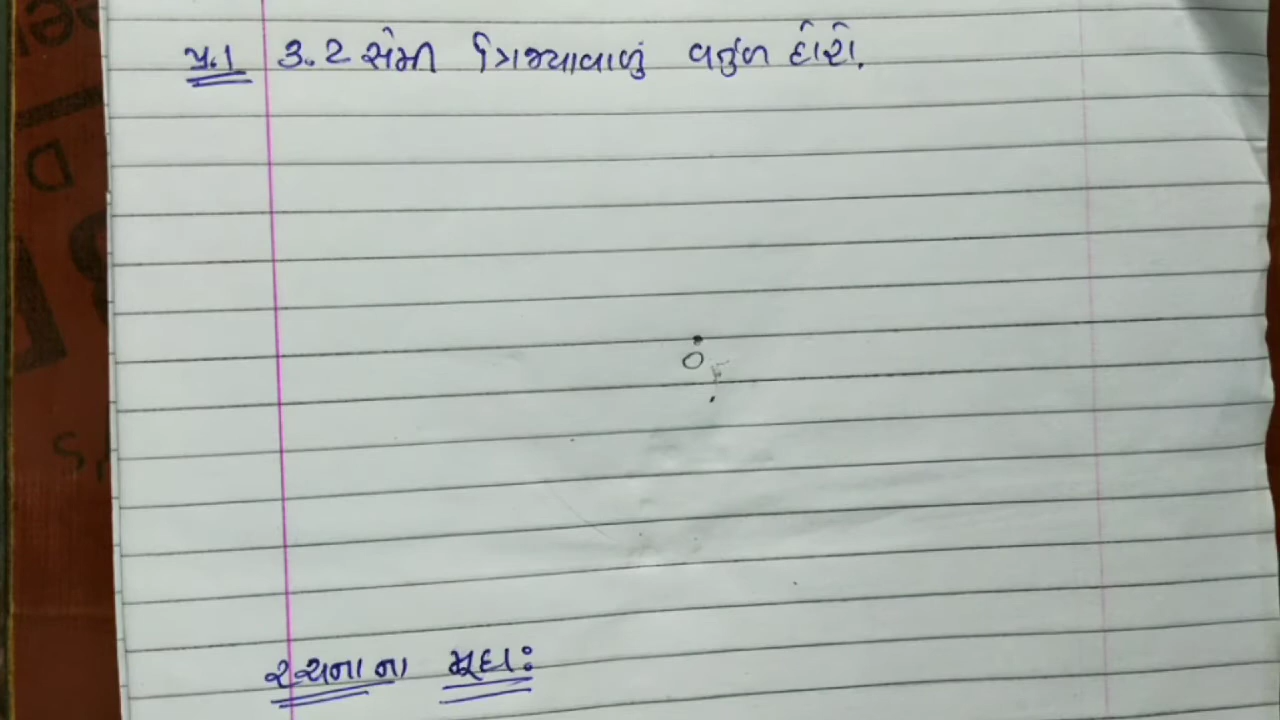 પ્ર.1 3.2 સેમી ત્રિજ્યાવાળું વર્તુળ દોરો.
O
રચનાના મુદ્દા: